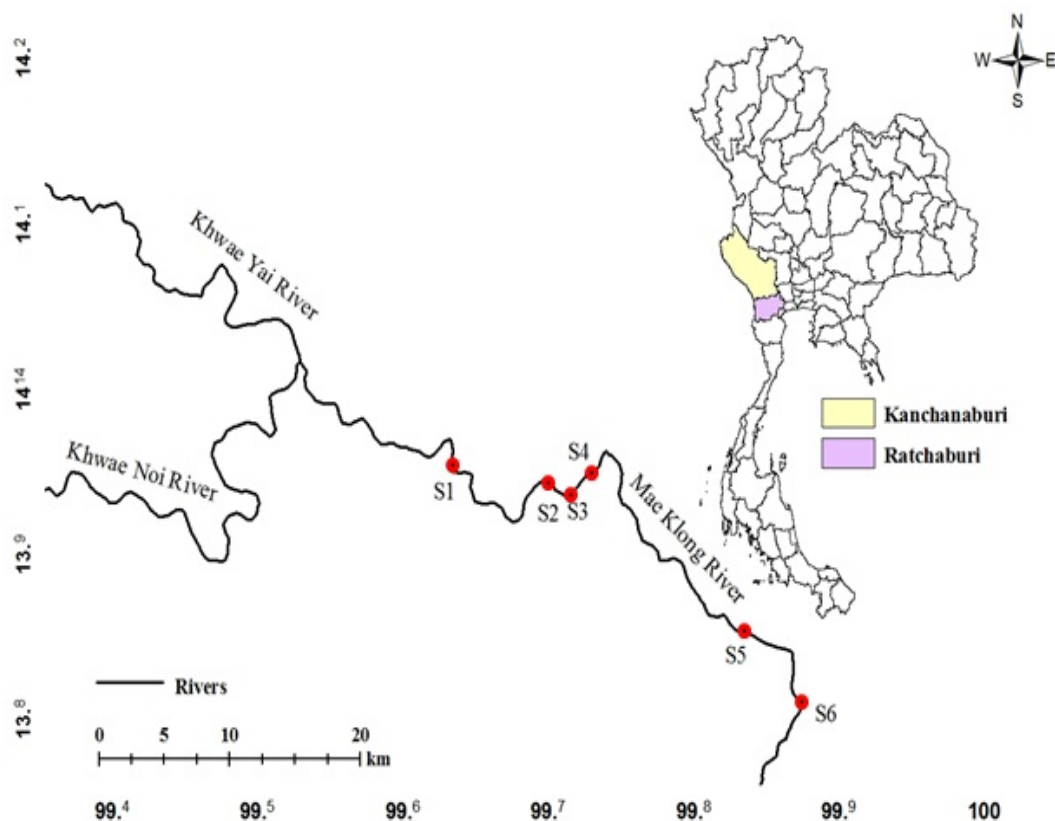 N
W E
S
14.2
14.1
14.14
13.9
13.8
Khwae Yai River
Khwae Noi River
Mae Klong River
S1
S2
S3
S4
S5
S6
Kanchanaburi
Ratchaburi
Rivers
0 5 10 20
km
99.4 99.5 99.6 99.7 99.8 99.9 100